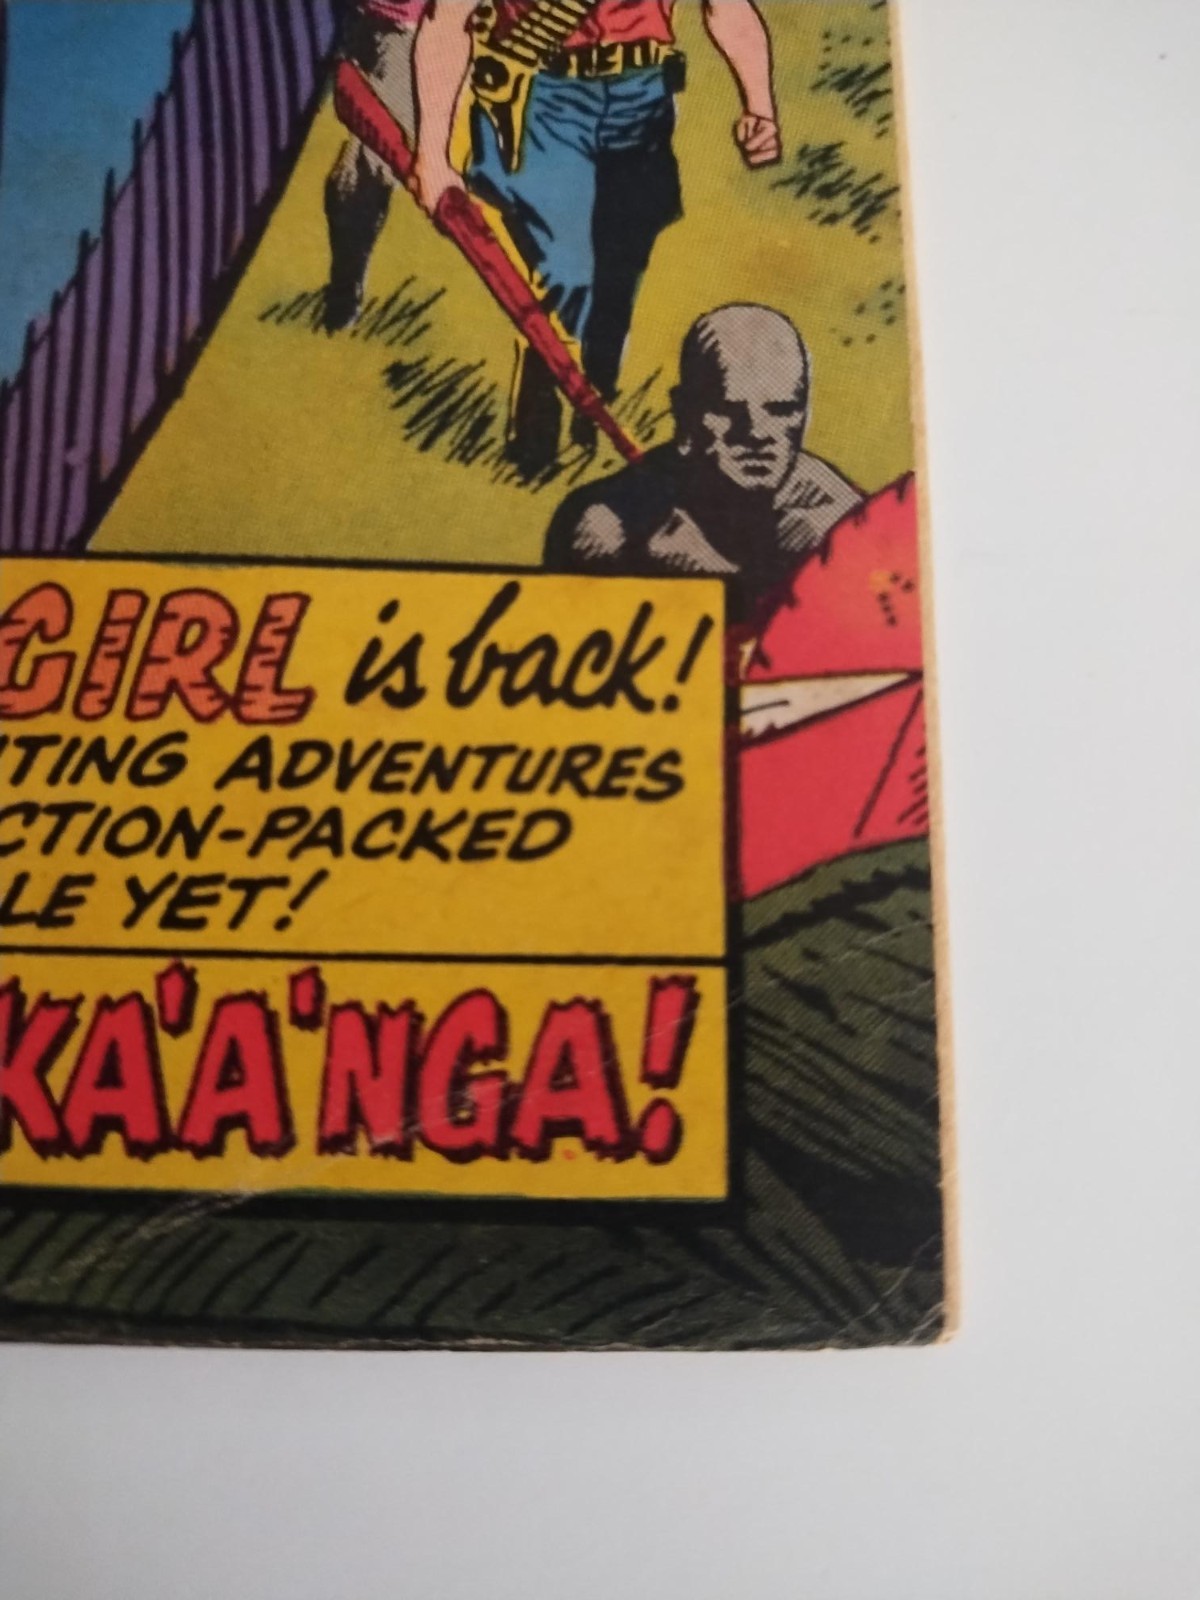 GIRL is back!
TING ADVENTURES
CTION-PACKED
LE YET!
KA'A'NGA!